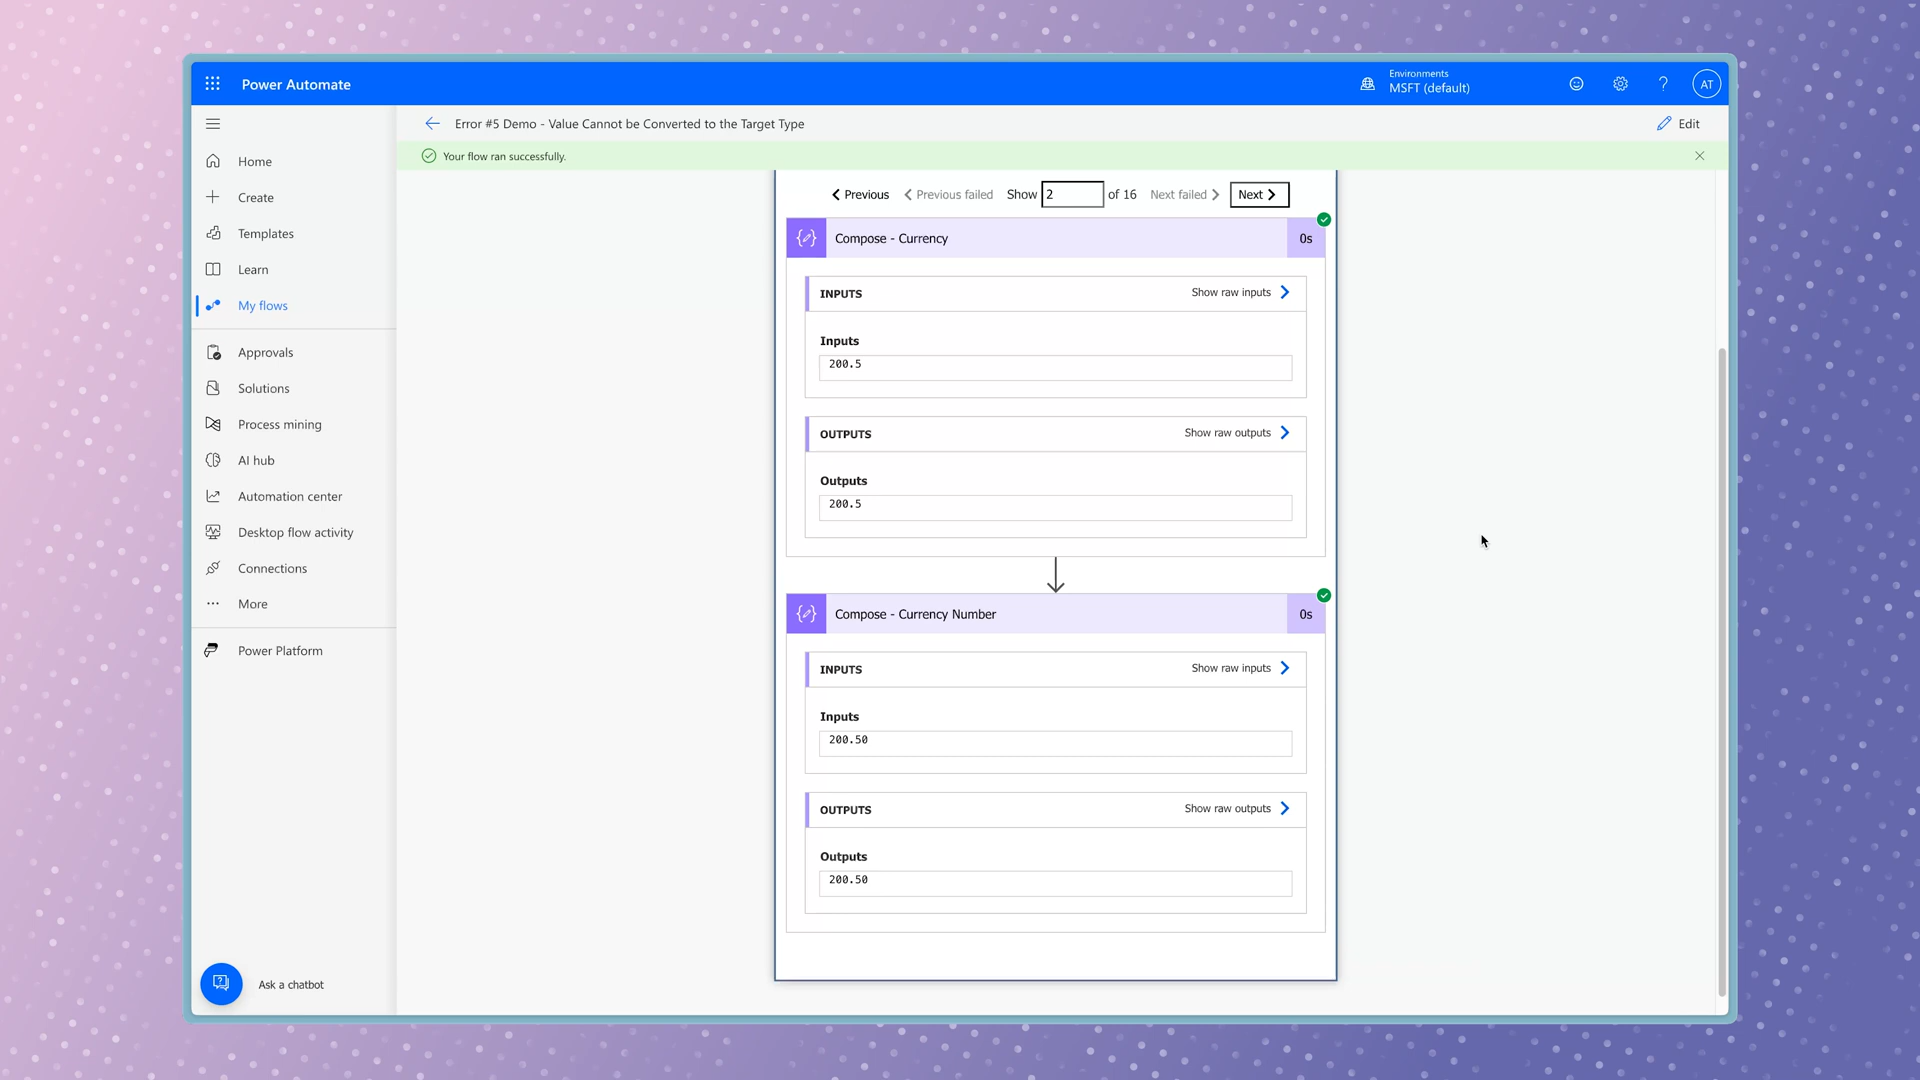 Power Automate
Environments
MSFT (default)
?
AT
Error #5 Demo - Value Cannot be Converted to the Target Type
Edit
Your flow ran successfully.
Home
Create
Templates
Learn
My flows
Approvals
Solutions
Process mining
AI hub
Automation center
Desktop flow activity
Connections
More
Power Platform
Ask a chatbot
Previous
Previous failed
Show 2 of 16
Next failed
Next
Compose - Currency
0s
INPUTS
Show raw inputs
Inputs
200.5
OUTPUTS
Show raw outputs
Outputs
200.5
Compose - Currency Number
0s
INPUTS
Show raw inputs
Inputs
200.50
OUTPUTS
Show raw outputs
Outputs
200.50